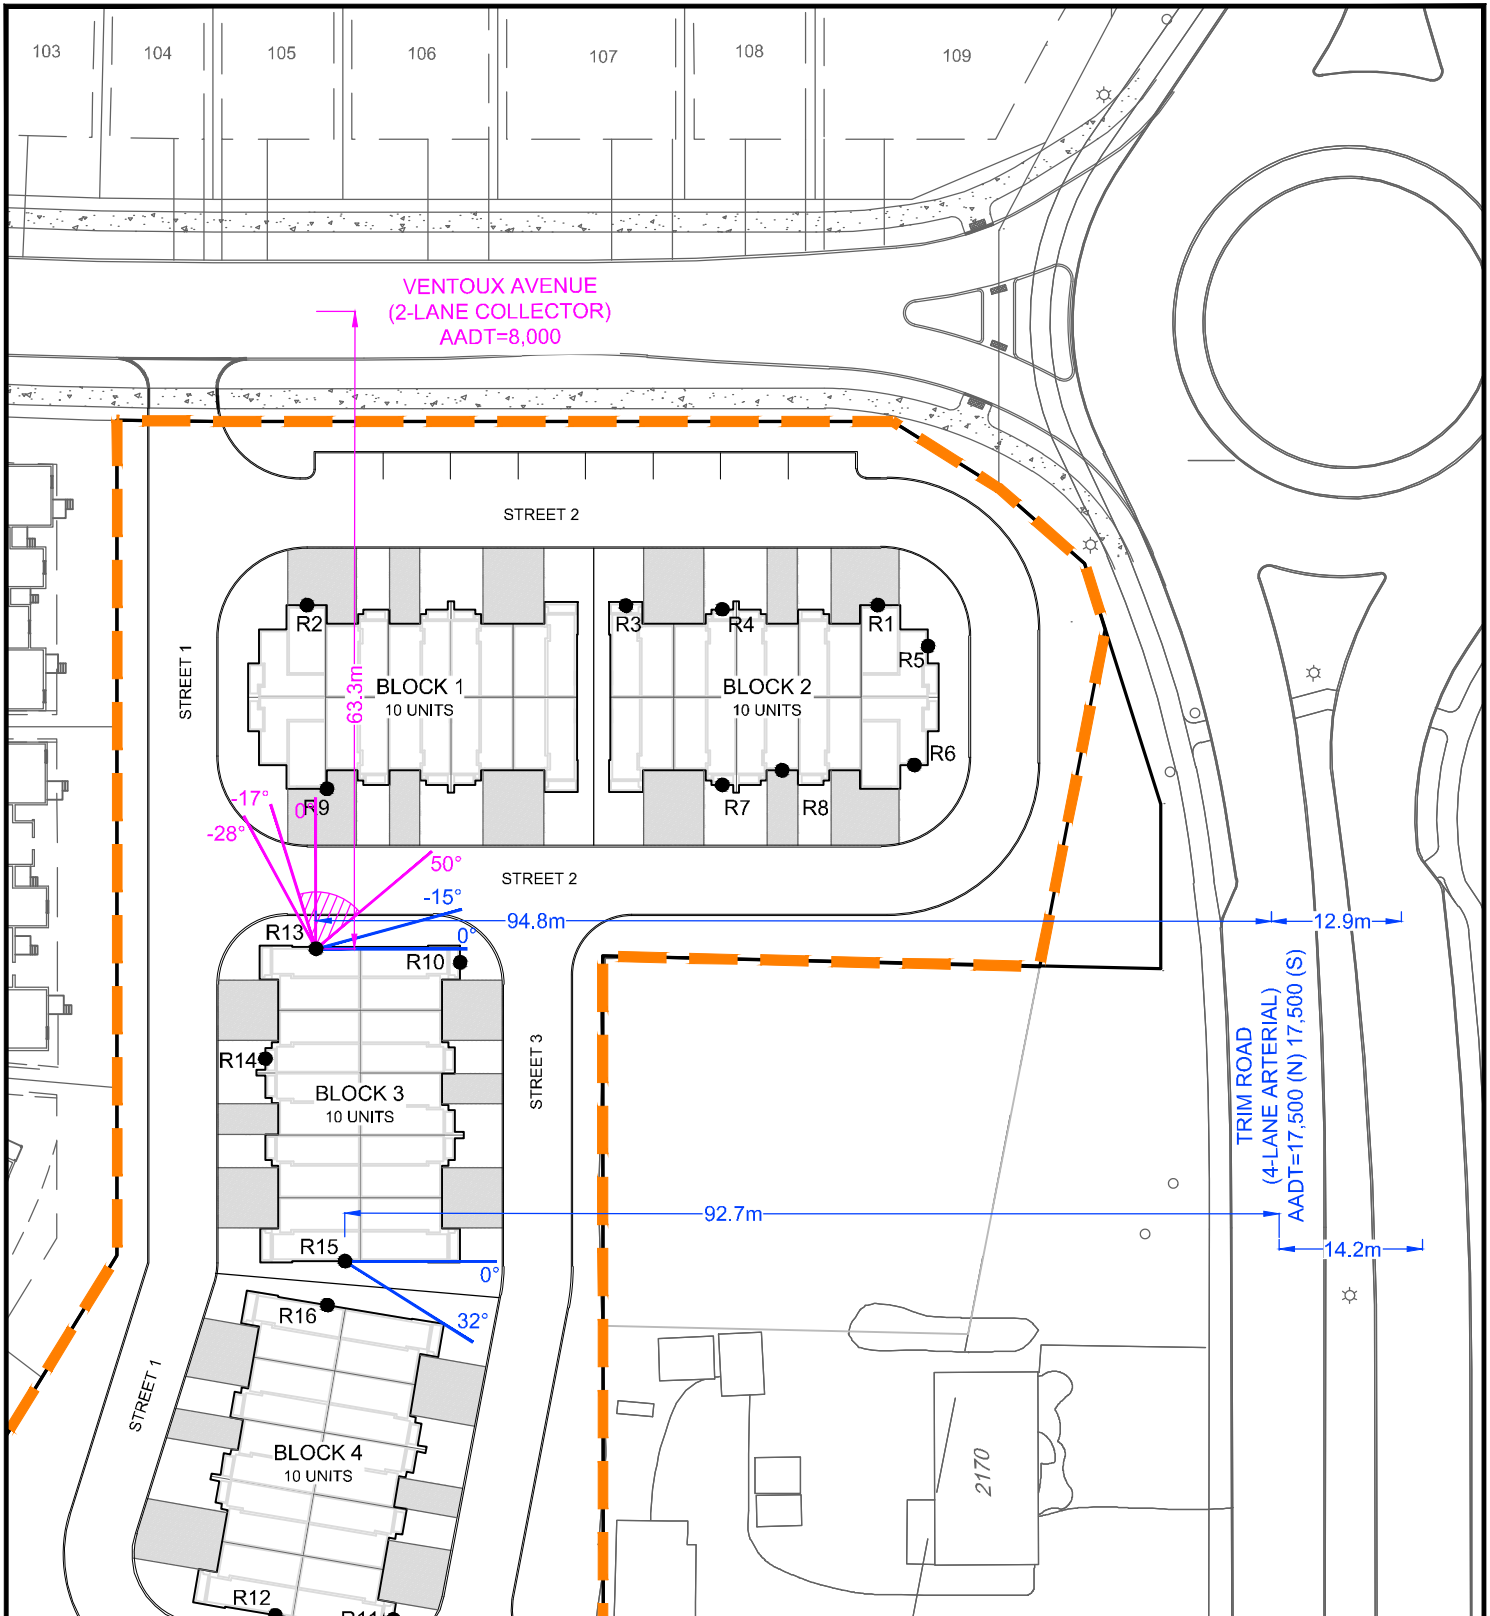 103
104
105
106
107
108
109
VENTOUX AVENUE
(2-LANE COLLECTOR)
AADT=8,000
STREET 2
R2
R3
R4
R1
R5
STREET 1
BLOCK 1
10 UNITS
63.3m
BLOCK 2
10 UNITS
R6
R9
R7
R8
-17°
0°
-28°
50°
STREET 2
-15°
94.8m
12.9m
R13
0°
R10
R14
BLOCK 3
10 UNITS
STREET 3
TRIM ROAD
(4-LANE ARTERIAL)
AADT=17,500 (N) 17,500 (S)
92.7m
14.2m
R15
0°
R16
32°
STREET 1
BLOCK 4
10 UNITS
2170
R12
R11